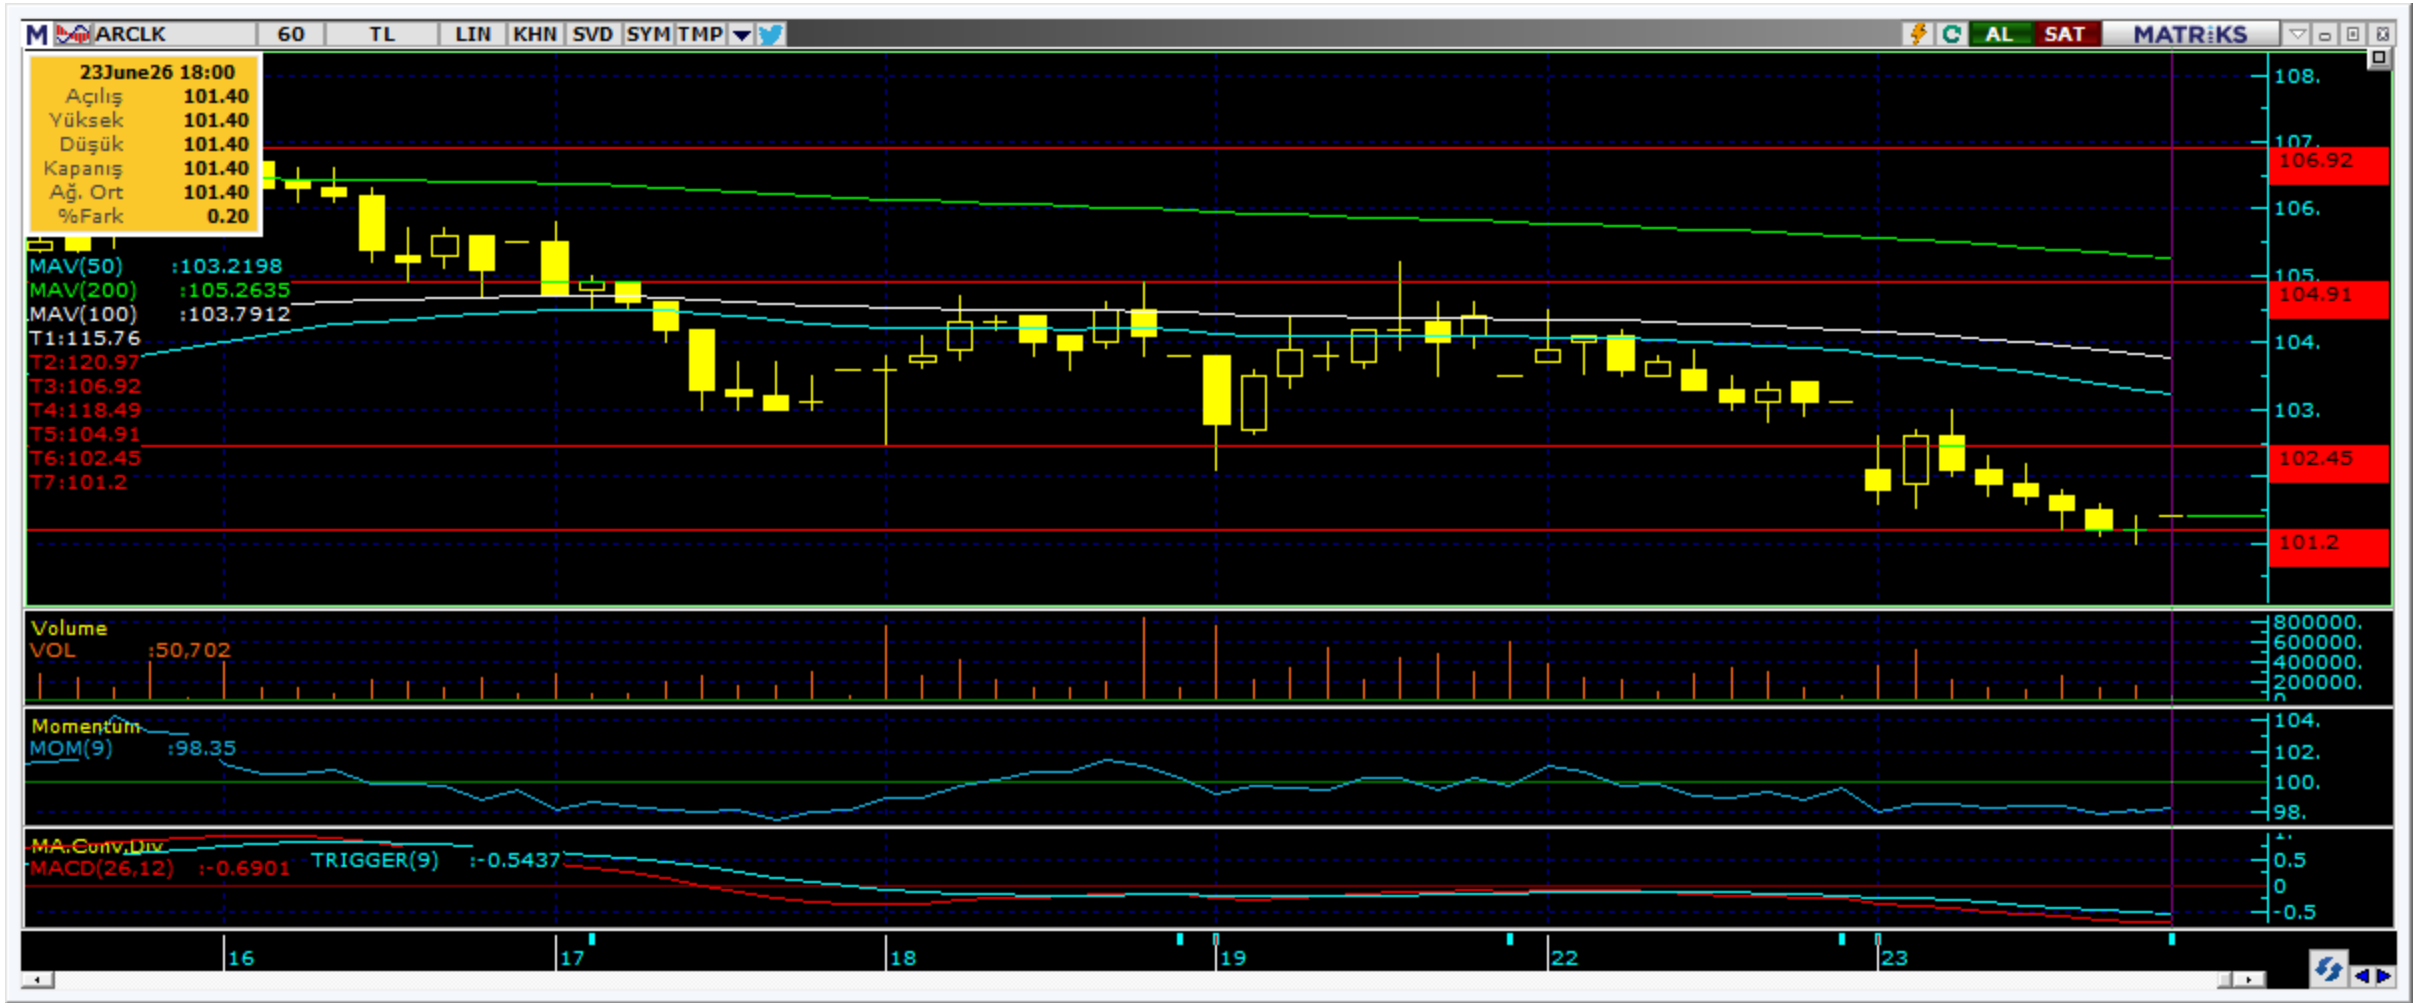 M ARCLK 60 TL LIN KHN SVD SYM TMP AL SAT MATRiKS
23June26 18:00
Açılış 101.40
Yüksek 101.40
Düşük 101.40
Kapanış 101.40
Ağ. Ort 101.40
%Fark 0.20
MAV(50) :103.2198
MAV(200) :105.2635
MAV(100) :103.7912
T1:115.76
T2:120.97
T3:106.92
T4:118.49
T5:104.91
T6:102.45
T7:101.2
108.
107.
106.92
106.
105.
104.91
104.
103.
102.45
101.2
Volume
VOL :50,702
800000.
600000.
400000.
200000.
0
Momentum
MOM(9) :98.35
104.
102.
100.
98.
MA.Conv.Div
MACD(26,12) :-0.6901 TRIGGER(9) :-0.5437
1.
0.5
0
-0.5
16 17 18 19 22 23